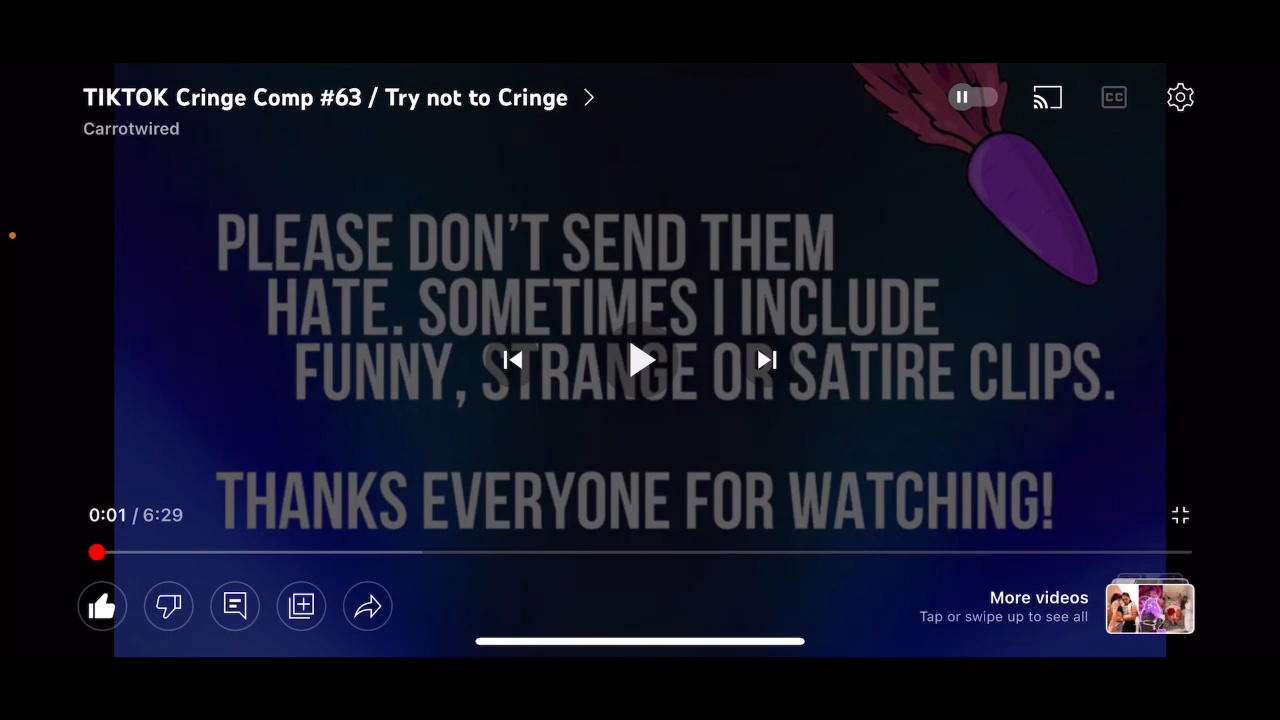 TIKTOK Cringe Comp #63 / Try not to Cringe
Carrotwired
CC
PLEASE DON'T SEND THEM
HATE. SOMETIMES I INCLUDE
FUNNY, STRANGE OR SATIRE CLIPS.
THANKS EVERYONE FOR WATCHING!
0:01 / 6:29
More videos
Tap or swipe up to see all